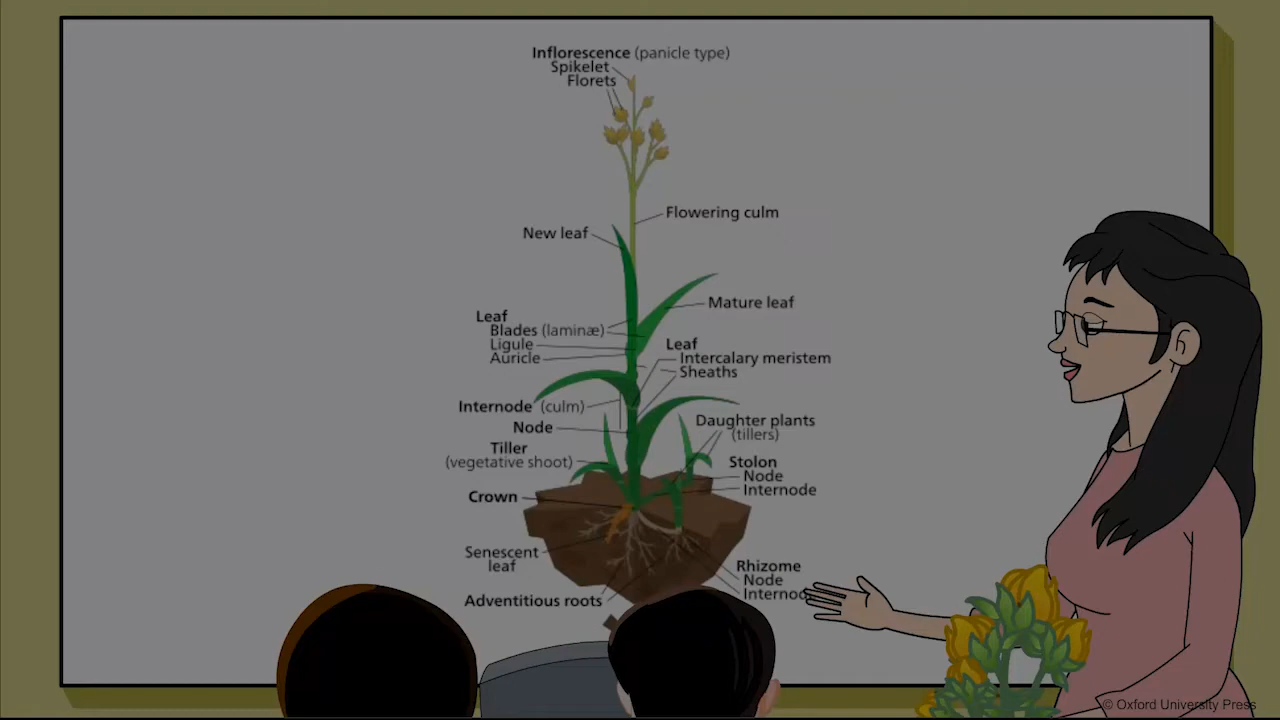 Inflorescence (panicle type)
Spikelet
Florets
Flowering culm
New leaf
Mature leaf
Leaf
Blades (laminæ)
Ligule
Auricle
Leaf
Intercalary meristem
Sheaths
Internode (culm)
Node
Daughter plants
(tillers)
Tiller
(vegetative shoot)
Stolon
Node
Internode
Crown
Senescent
leaf
Rhizome
Node
Interno
Adventitious roots
© Oxford University Press